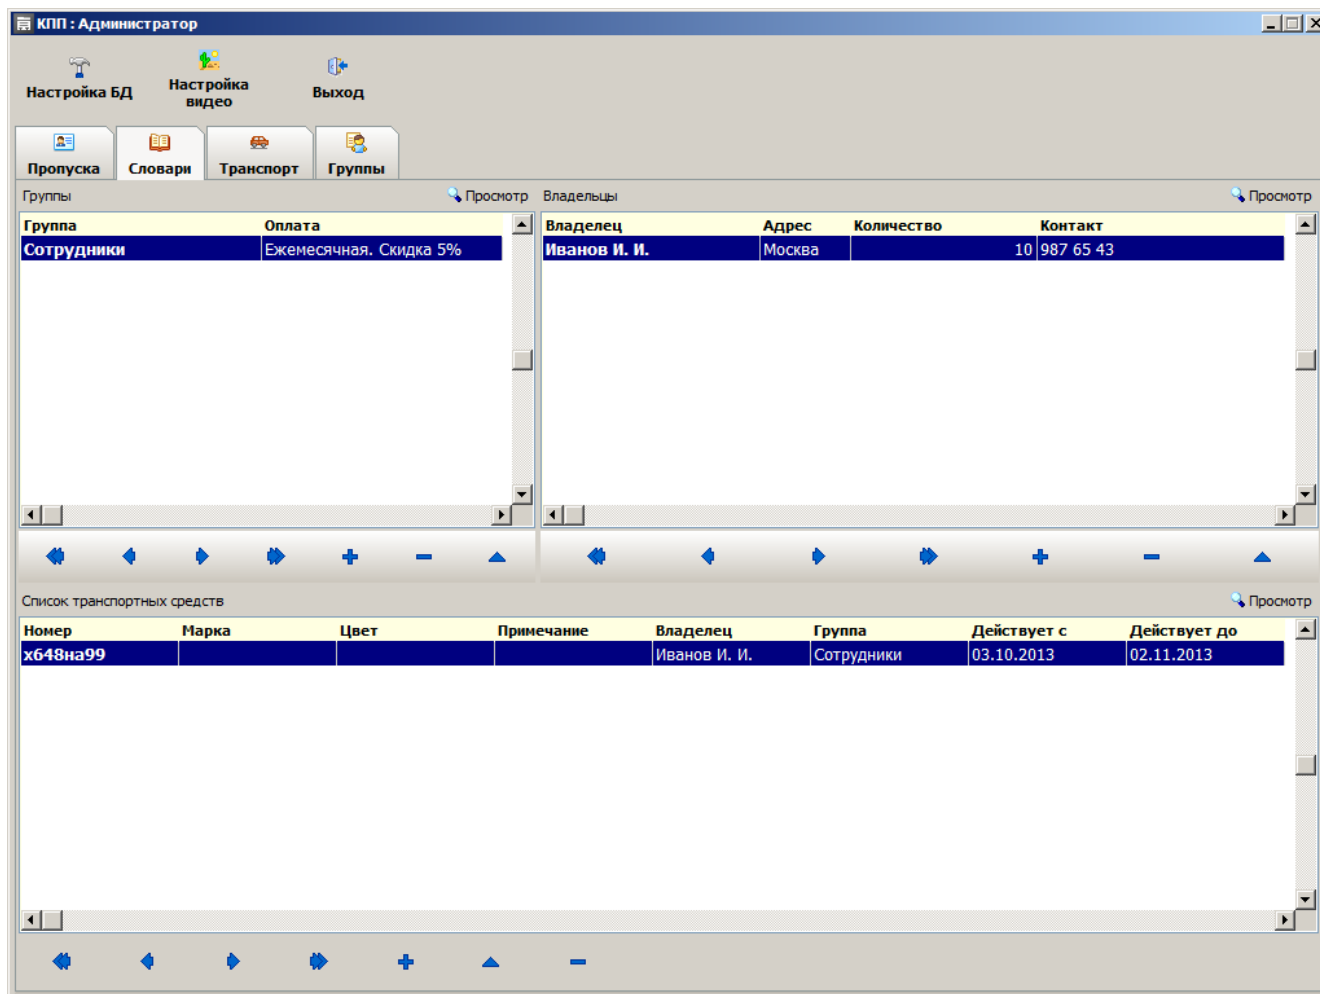 КПП : Администратор
Настройка БД
Настройка
видео
Выход
Пропуска
Словари
Транспорт
Группы
Группы
Просмотр
Группа Оплата
Сотрудники Ежемесячная. Скидка 5%
Владельцы
Просмотр
Владелец Адрес Количество Контакт
Иванов И. И. Москва 10 987 65 43
Список транспортных средств
Просмотр
Номер Марка Цвет Примечание Владелец Группа Действует с Действует до
х648на99 Иванов И. И. Сотрудники 03.10.2013 02.11.2013